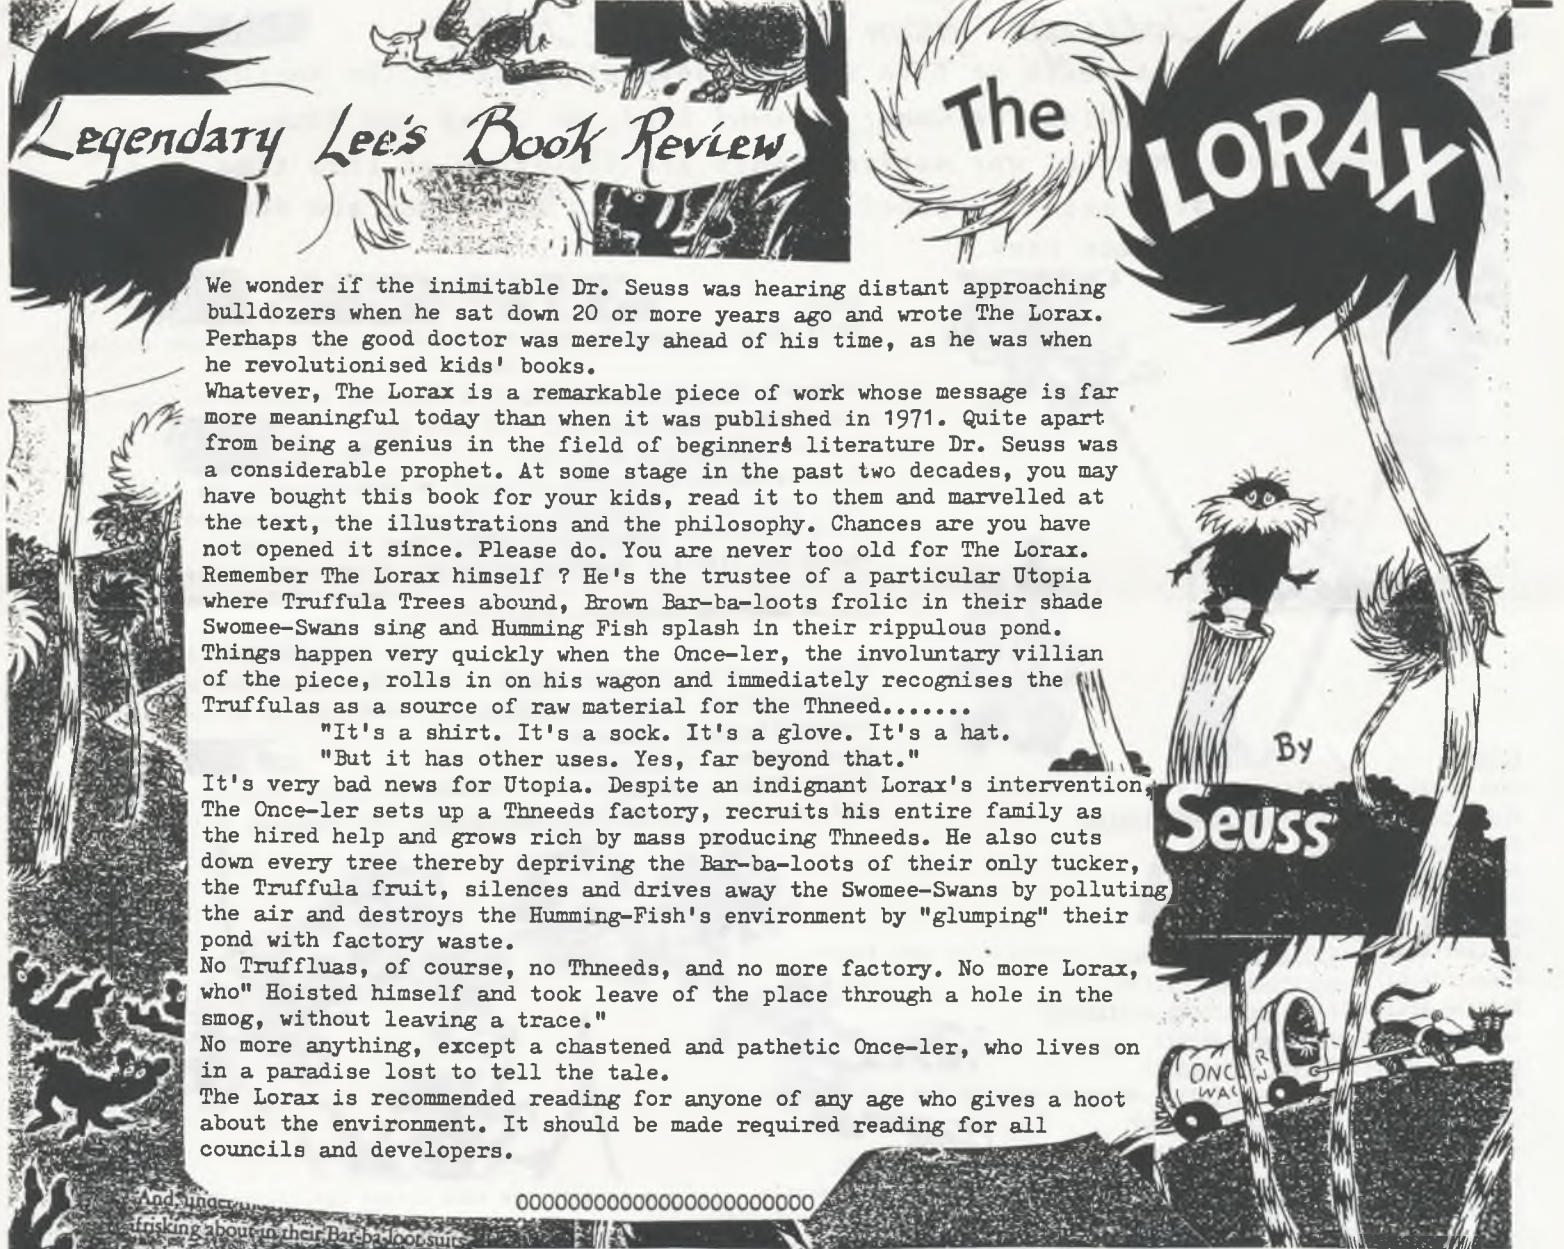 Legendary Lee's Book Review
The
LORAX
We wonder if the inimitable Dr. Seuss was hearing distant approaching
bulldozers when he sat down 20 or more years ago and wrote The Lorax.
Perhaps the good doctor was merely ahead of his time, as he was when
he revolutionised kids' books.
Whatever, The Lorax is a remarkable piece of work whose message is far
more meaningful today than when it was published in 1971. Quite apart
from being a genius in the field of beginners literature Dr. Seuss was
a considerable prophet. At some stage in the past two decades, you may
have bought this book for your kids, read it to them and marvelled at
the text, the illustrations and the philosophy. Chances are you have
not opened it since. Please do. You are never too old for The Lorax.
Remember The Lorax himself ? He's the trustee of a particular Utopia
where Truffula Trees abound, Brown Bar-ba-loots frolic in their shade
Swomee-Swans sing and Humming Fish splash in their rippulous pond.
Things happen very quickly when the Once-ler, the involuntary villian
of the piece, rolls in on his wagon and immediately recognises the
Truffulas as a source of raw material for the Thneed.......
"It's a shirt. It's a sock. It's a glove. It's a hat.
"But it has other uses. Yes, far beyond that."
It's very bad news for Utopia. Despite an indignant Lorax's intervention,
The Once-ler sets up a Thneeds factory, recruits his entire family as
the hired help and grows rich by mass producing Thneeds. He also cuts
down every tree thereby depriving the Bar-ba-loots of their only tucker,
the Truffula fruit, silences and drives away the Swomee-Swans by polluting
the air and destroys the Humming-Fish's environment by "glumping" their
pond with factory waste.
No Truffluas, of course, no Thneeds, and no more factory. No more Lorax,
who" Hoisted himself and took leave of the place through a hole in the
smog, without leaving a trace."
No more anything, except a chastened and pathetic Once-ler, who lives on
in a paradise lost to tell the tale.
The Lorax is recommended reading for anyone of any age who gives a hoot
about the environment. It should be made required reading for all
councils and developers.
OOOOOOOOOOOOOOOOOOOOOOO
By
Seuss
ONC
WAG
And, under
frisking about in their Bar-ba-loot suits